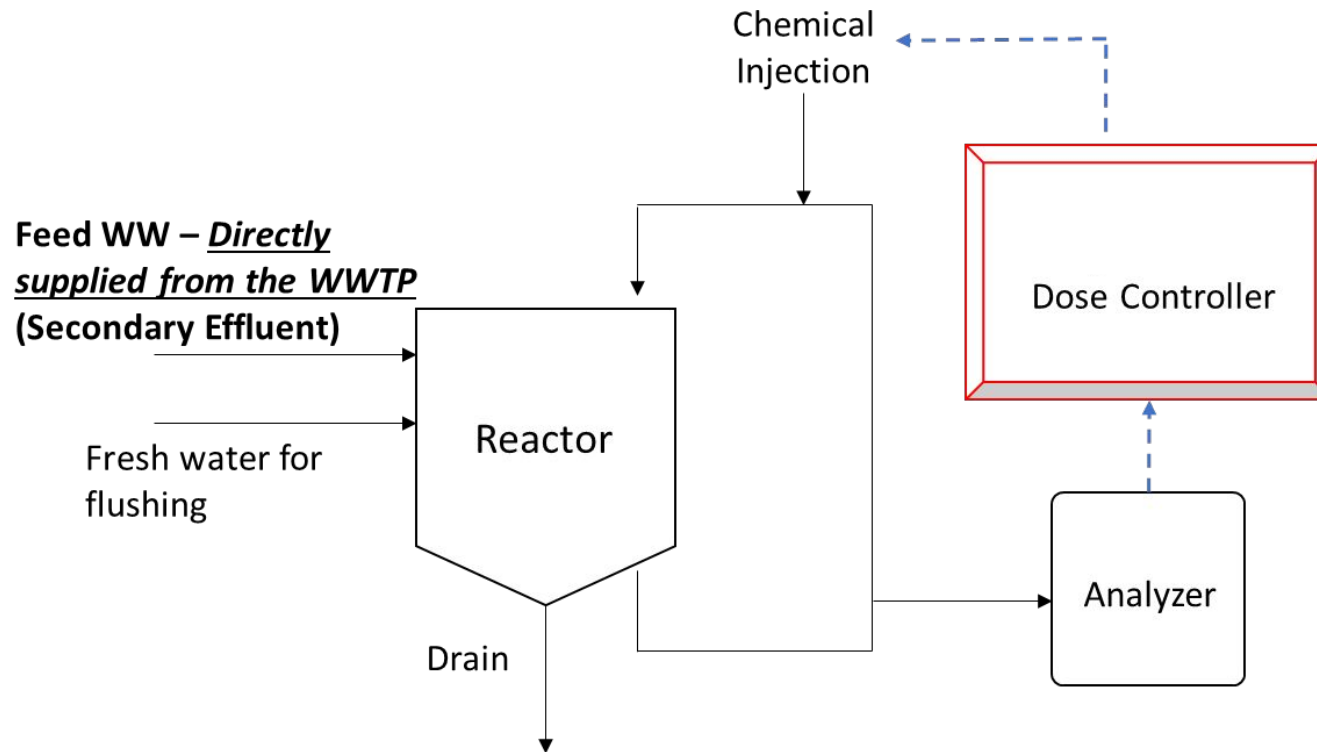 Chemical
Injection
Feed WW – Directly
supplied from the WWTP
(Secondary Effluent)
Dose Controller
Reactor
Fresh water for
flushing
Analyzer
Drain